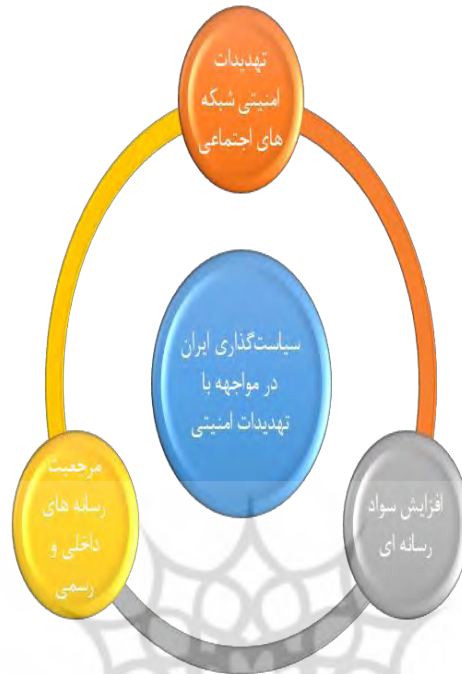 تهدیدات
امنیتی شبکه
های اجتماعی
سیاست‌گذاری ایران
در مواجهه با
تهدیدات امنیتی
افزایش سواد
رسانه ای
مرجعیت
رسانه های
داخلی و
رسمی